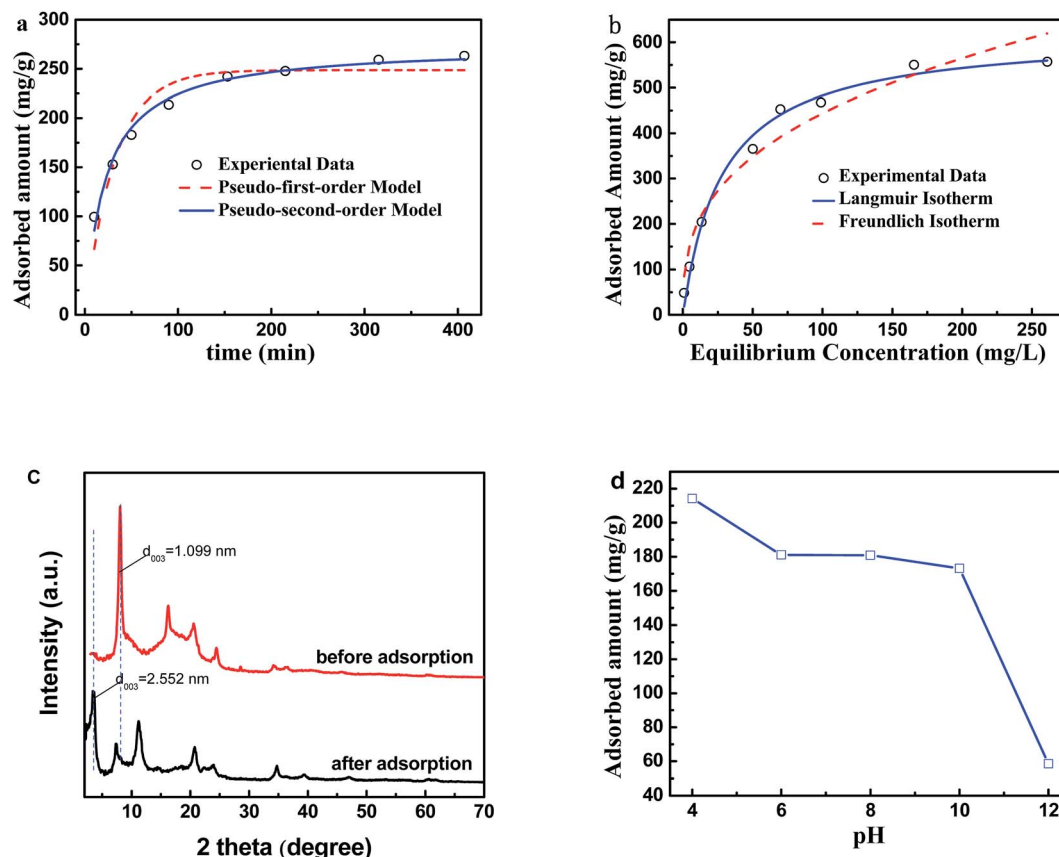 a
300
250
200
150
100
50
0
Adsorbed amount (mg/g)
Experiental Data
Pseudo-first-order Model
Pseudo-second-order Model
0 100 200 300 400
time (min)
b
600
500
400
300
200
100
0
Adsorbed Amount (mg/g)
Experimental Data
Langmuir Isotherm
Freundlich Isotherm
0 50 100 150 200 250
Equilibrium Concentration (mg/L)
c
Intensity (a.u.)
d003=1.099 nm
before adsorption
d003=2.552 nm
after adsorption
10 20 30 40 50 60 70
2 theta (degree)
d
220
200
180
160
140
120
100
80
60
40
Adsorbed amount (mg/g)
4 6 8 10 12
pH